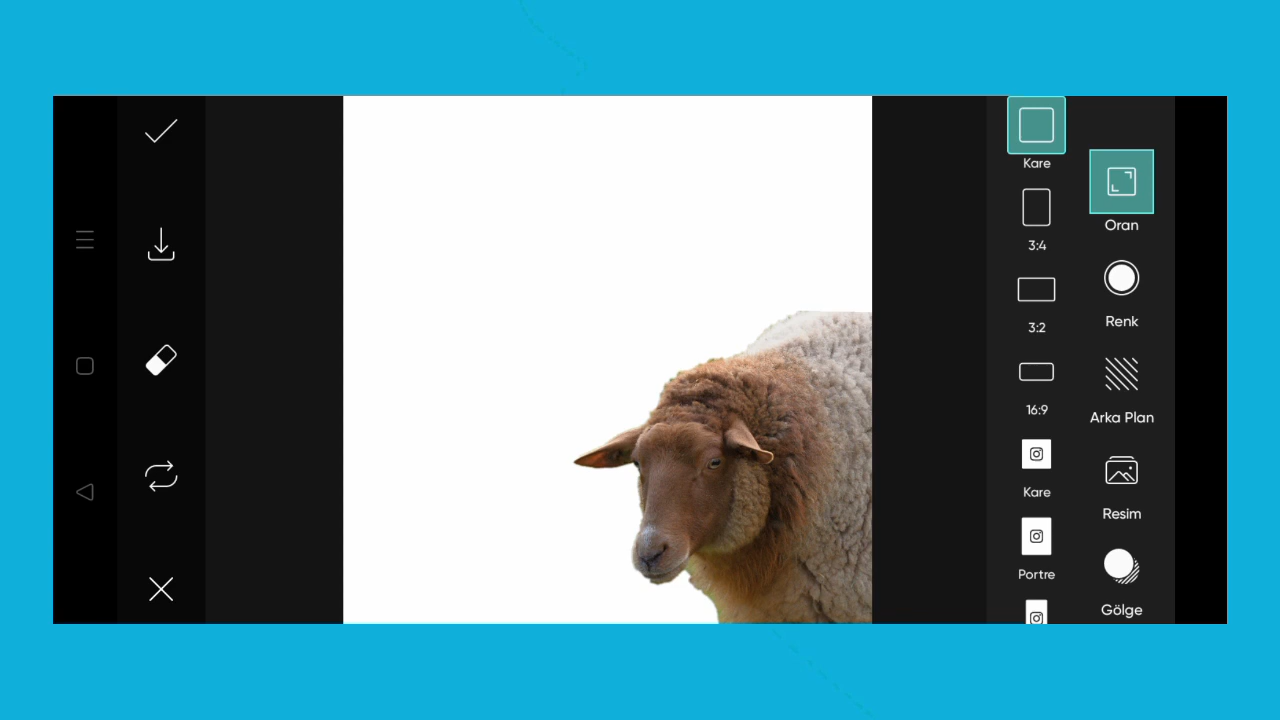 Kare
3:4
3:2
16:9
Kare
Portre
Oran
Renk
Arka Plan
Resim
Gölge